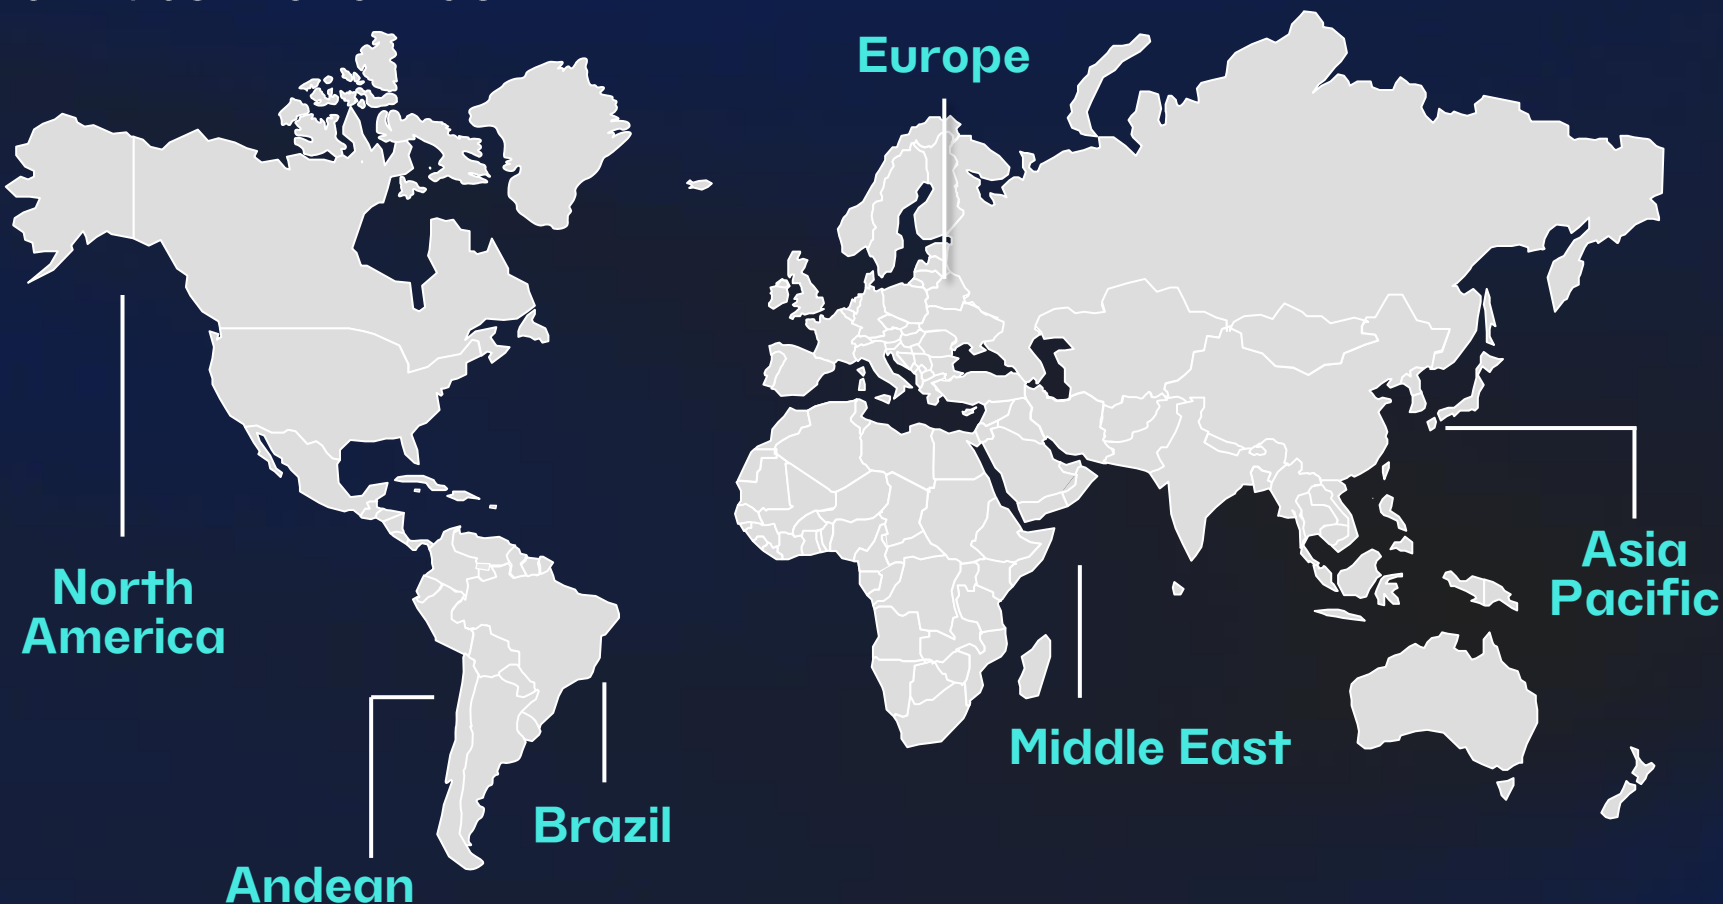 Europe
North
America
Asia
Pacific
Middle East
Brazil
Andean